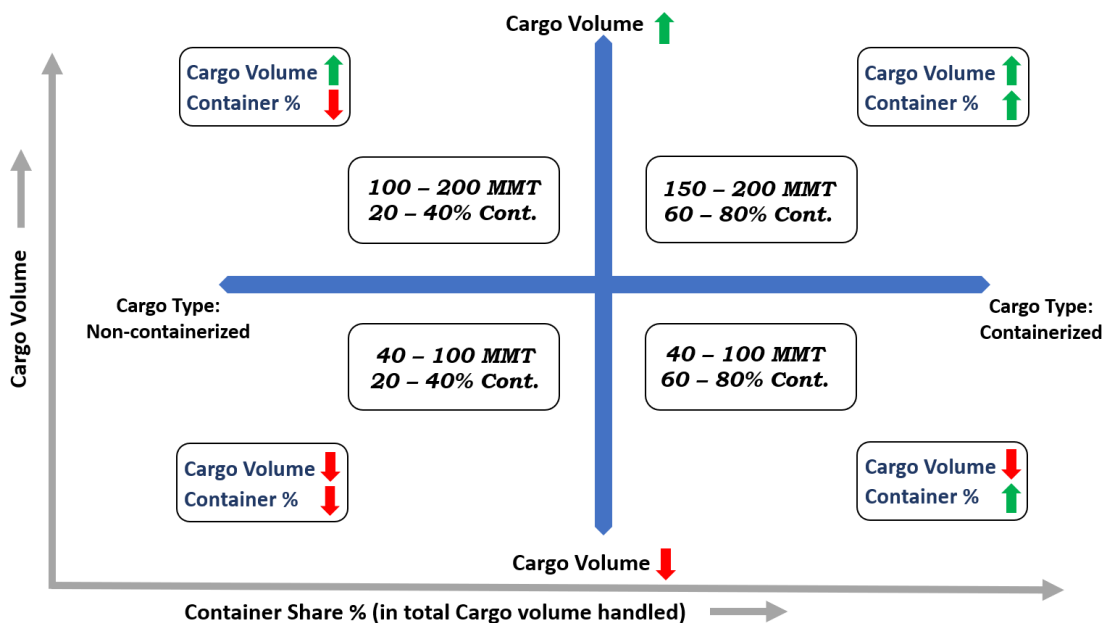 Cargo Volume
Cargo Volume
Container %
Cargo Volume
Container %
100 – 200 MMT
20 – 40% Cont.
150 – 200 MMT
60 – 80% Cont.
Cargo Volume
Cargo Type:
Non-containerized
Cargo Type:
Containerized
40 – 100 MMT
20 – 40% Cont.
40 – 100 MMT
60 – 80% Cont.
Cargo Volume
Container %
Cargo Volume
Container %
Cargo Volume
Container Share % (in total Cargo volume handled)